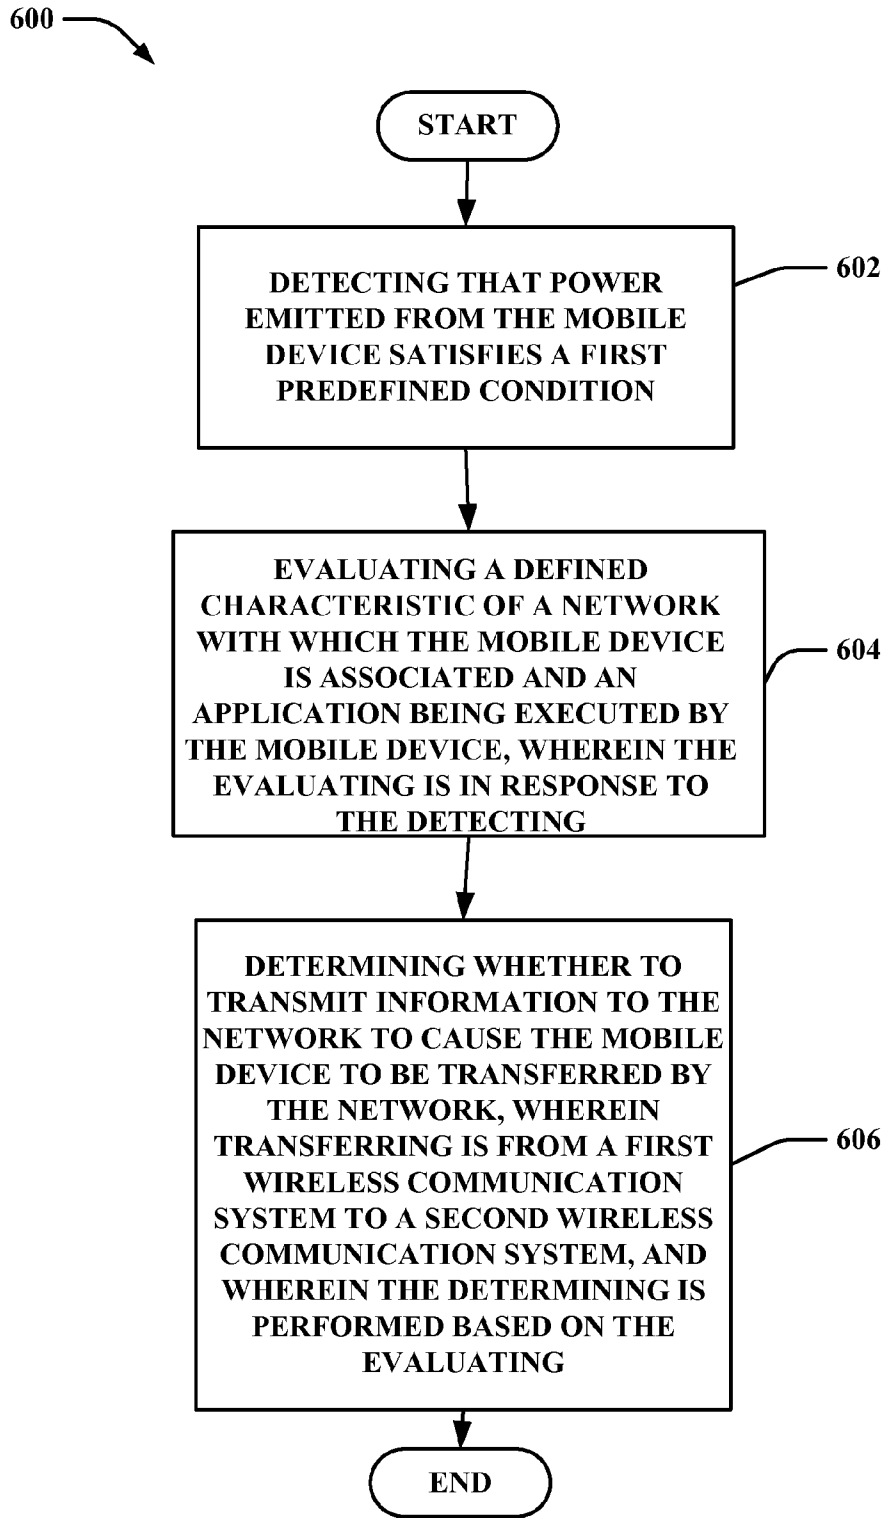 600
START
DETECTING THAT POWER
EMITTED FROM THE MOBILE
DEVICE SATISFIES A FIRST
PREDEFINED CONDITION
602
EVALUATING A DEFINED
CHARACTERISTIC OF A NETWORK
WITH WHICH THE MOBILE DEVICE
IS ASSOCIATED AND AN
APPLICATION BEING EXECUTED BY
THE MOBILE DEVICE, WHEREIN THE
EVALUATING IS IN RESPONSE TO
THE DETECTING
604
DETERMINING WHETHER TO
TRANSMIT INFORMATION TO THE
NETWORK TO CAUSE THE MOBILE
DEVICE TO BE TRANSFERRED BY
THE NETWORK, WHEREIN
TRANSFERRING IS FROM A FIRST
WIRELESS COMMUNICATION
SYSTEM TO A SECOND WIRELESS
COMMUNICATION SYSTEM, AND
WHEREIN THE DETERMINING IS
PERFORMED BASED ON THE
EVALUATING
606
END